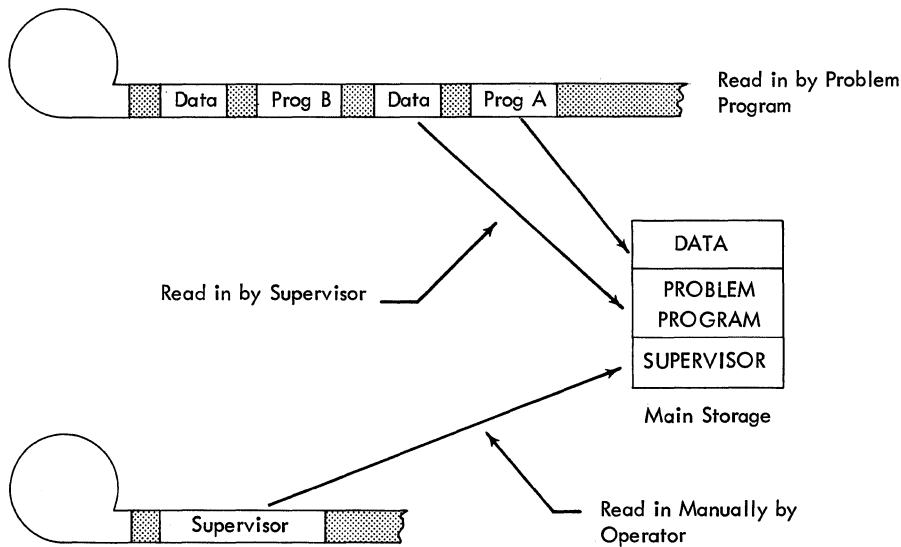 Data
Prog B
Data
Prog A
Read in by Problem
Program
DATA
Read in by Supervisor
PROBLEM
PROGRAM
SUPERVISOR
Main Storage
Supervisor
Read in Manually by
Operator